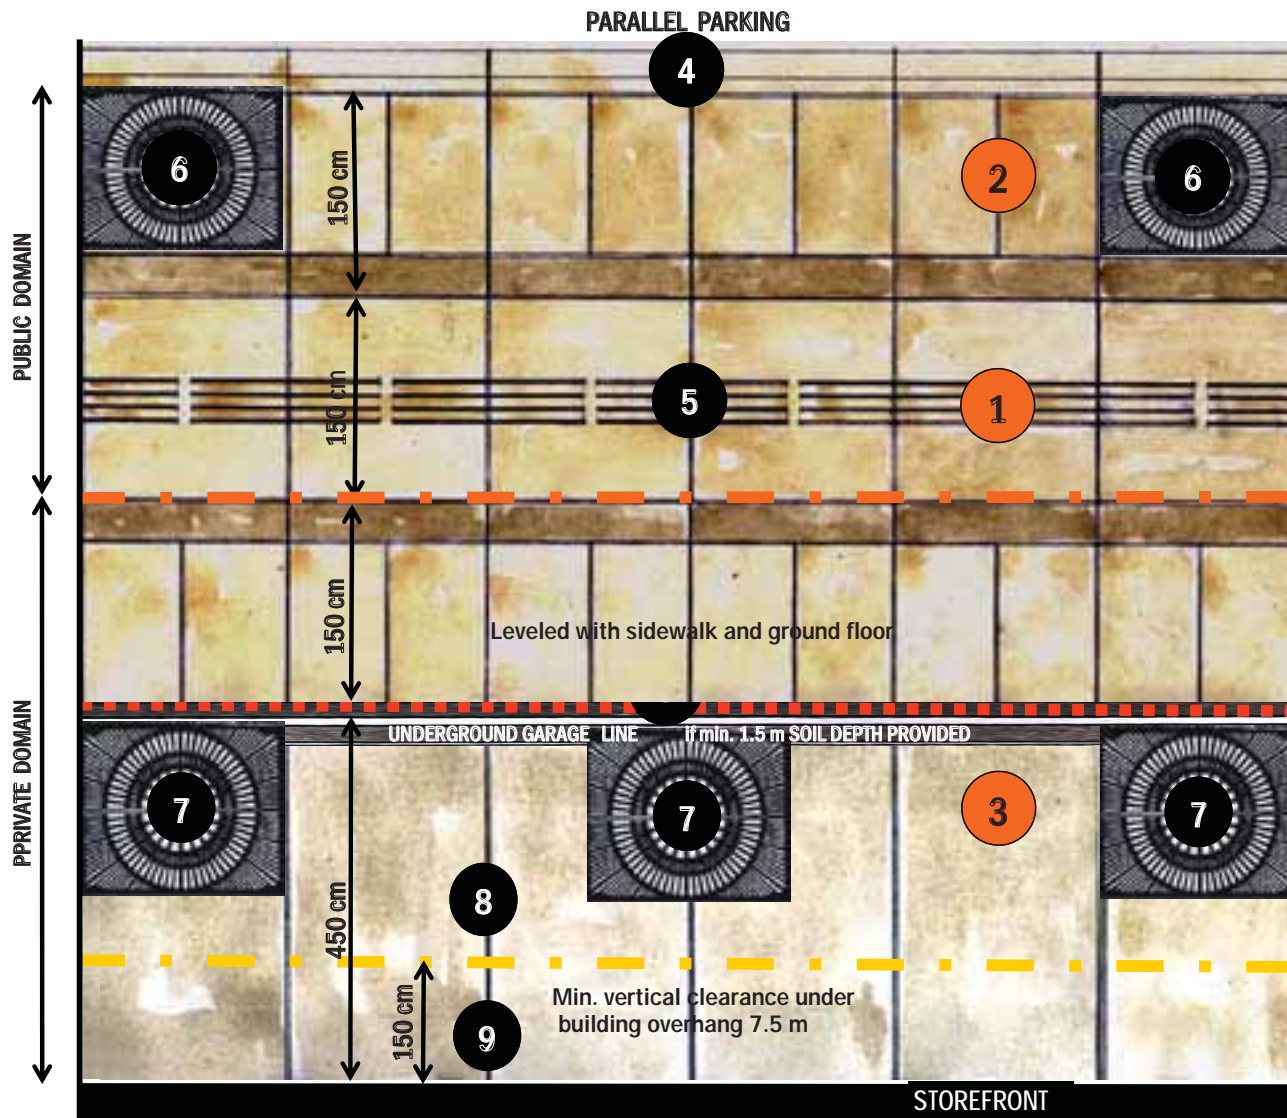 PARALLEL PARKING
4
6
2
6
150 cm
PUBLIC DOMAIN
5
1
150 cm
150 cm
Leveled with sidewalk and ground floor
UNDERGROUND GARAGE LINE if min. 1.5 m SOIL DEPTH PROVIDED
PPRIVATE DOMAIN
7
7
3
7
450 cm
8
150 cm
Min. vertical clearance under
building overhang 7.5 m
9
STOREFRONT